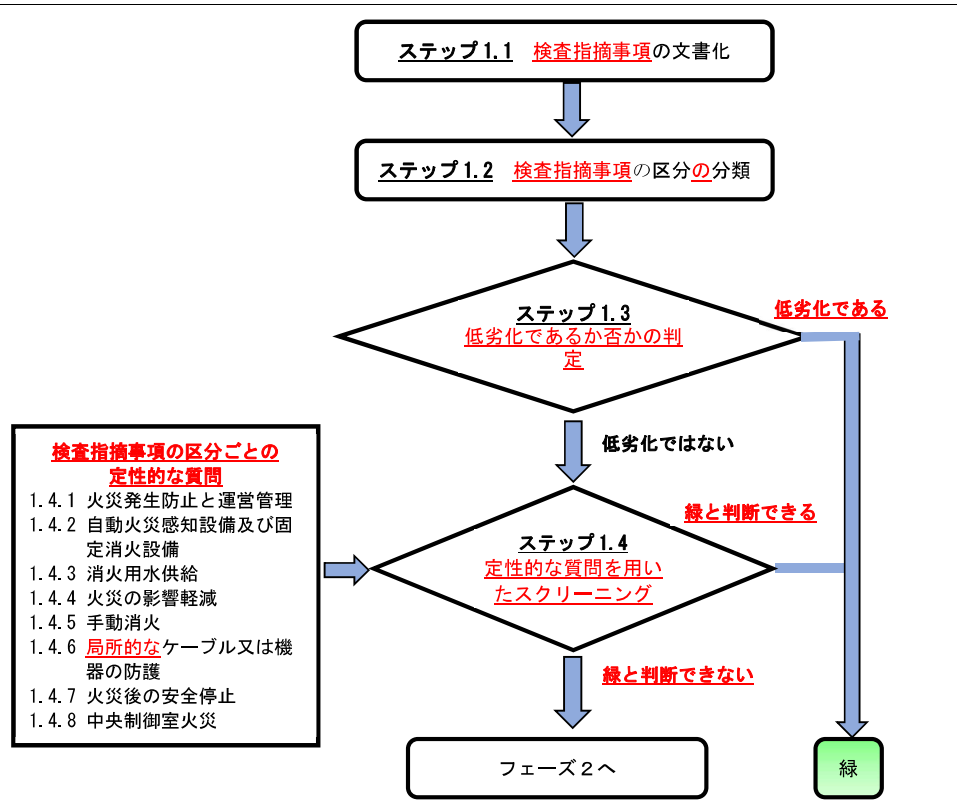 ステップ1.1 検査指摘事項の文書化
ステップ1.2 検査指摘事項の区分の分類
ステップ1.3
低劣化であるか否かの判
定
低劣化である
低劣化ではない
検査指摘事項の区分ごとの
定性的な質問
1.4.1 火災発生防止と運営管理
1.4.2 自動火災感知設備及び固
定消火設備
1.4.3 消火用水供給
1.4.4 火災の影響軽減
1.4.5 手動消火
1.4.6 局所的なケーブル又は機
器の防護
1.4.7 火災後の安全停止
1.4.8 中央制御室火災
緑と判断できる
ステップ1.4
定性的な質問を用い
たスクリーニング
緑と判断できない
フェーズ2へ
緑